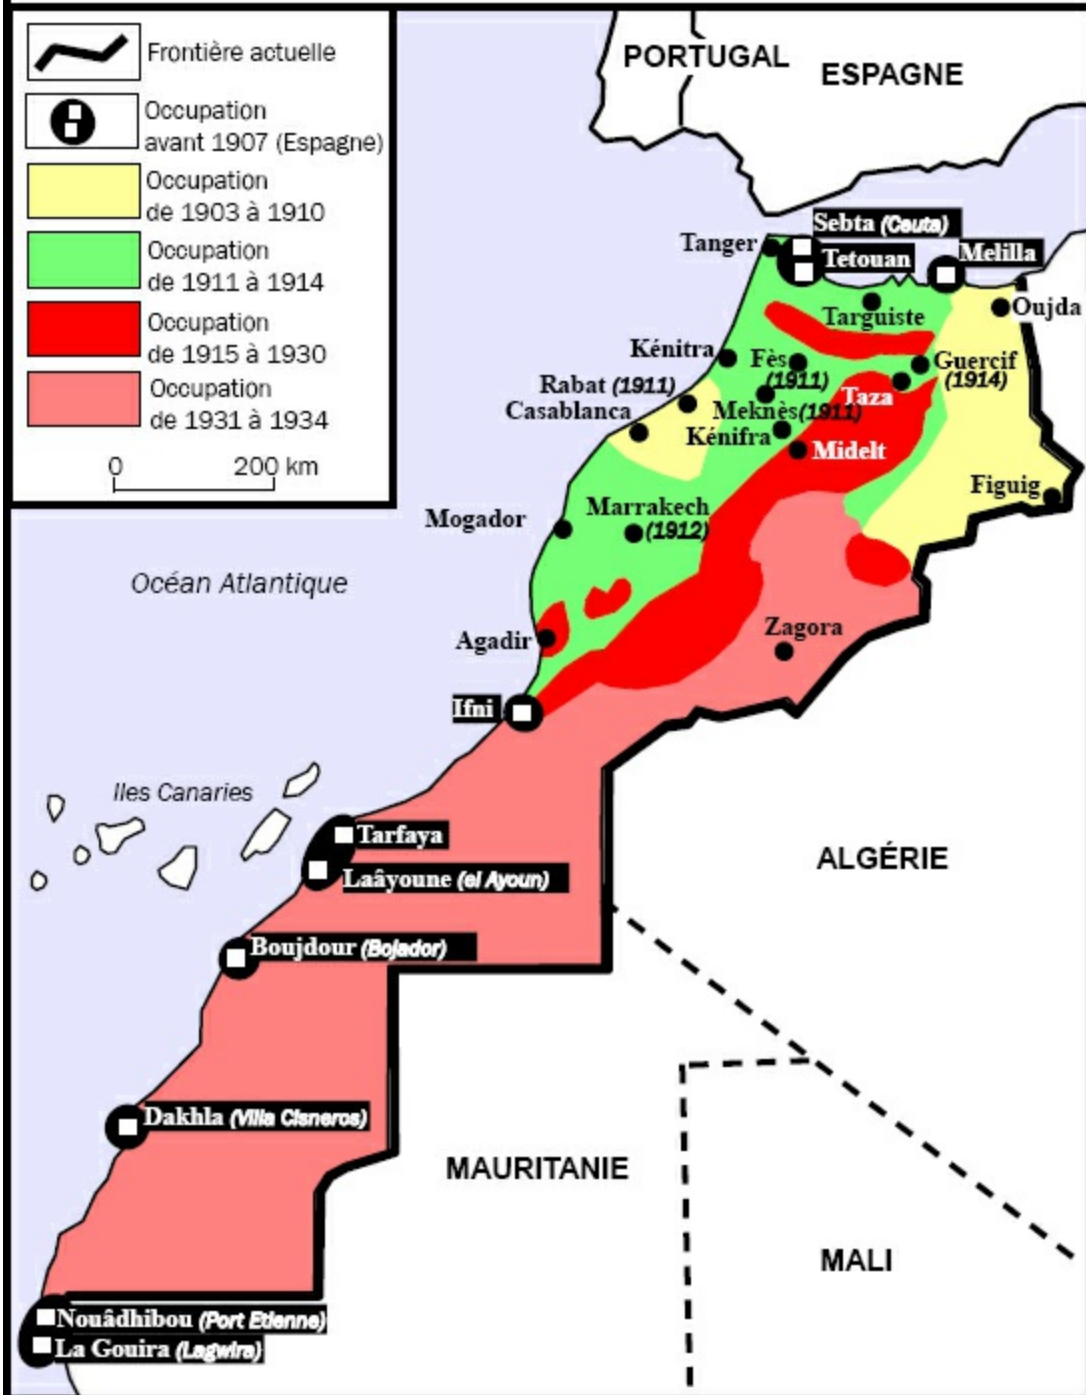 Frontière actuelle
Occupation
avant 1907 (Espagne)
Occupation
de 1903 à 1910
Occupation
de 1911 à 1914
Occupation
de 1915 à 1930
Occupation
de 1931 à 1934
0 200 km
PORTUGAL
ESPAGNE
Sebta (Ceuta)
Tanger
Tetouan
Melilla
Oujda
Targuiste
Kénitra
Fès
(1911)
Guercif
(1914)
Rabat (1911)
Taza
Casablanca
Meknès(1911)
Kénifra
Midelt
Figuig
Marrakech
(1912)
Mogador
Océan Atlantique
Zagora
Agadir
Ifni
Iles Canaries
Tarfaya
ALGÉRIE
Laâyoune (el Ayoun)
Boujdour (Bojador)
Dakhla (Villa Cisneros)
MAURITANIE
MALI
Nouâdhibou (Port Etienne)
La Gouira (Lagwira)